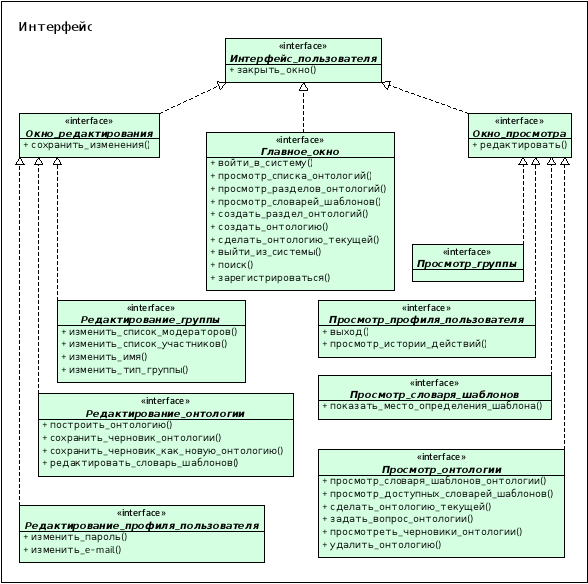 Интерфейс
«interface»
Интерфейс_пользователя
+ закрыть_окно()
«interface»
Окно_редактирования
+ сохранить_изменения()
«interface»
Главное_окно
+ войти_в_систему()
+ просмотр_списка_онтологий()
+ просмотр_разделов_онтологий()
+ просмотр_словарей_шаблонов()
+ создать_раздел_онтологий()
+ создать_онтологию()
+ сделать_онтологию_текущей()
+ выйти_из_системы()
+ поиск()
+ зарегистрироваться()
«interface»
Окно_просмотра
+ редактировать()
«interface»
Просмотр_группы
«interface»
Редактирование_группы
+ изменить_список_модераторов()
+ изменить_список_участников()
+ изменить_имя()
+ изменить_тип_группы()
«interface»
Просмотр_профиля_пользователя
+ выход()
+ просмотр_истории_действий()
«interface»
Просмотр_словаря_шаблонов
+ показать_место_определения_шаблона()
«interface»
Редактирование_онтологии
+ построить_онтологию()
+ сохранить_черновик_онтологии()
+ сохранить_черновик_как_новую_онтологию()
+ редактировать_словарь_шаблонов()
«interface»
Просмотр_онтологии
+ просмотр_словаря_шаблонов_онтологии()
+ просмотр_доступных_словарей_шаблонов()
+ сделать_онтологию_текущей()
+ задать_вопрос_онтологии()
+ просмотреть_черновики_онтологии()
+ удалить_онтологию()
«interface»
Редактирование_профиля_пользователя
+ изменить_пароль()
+ изменить_e-mail()